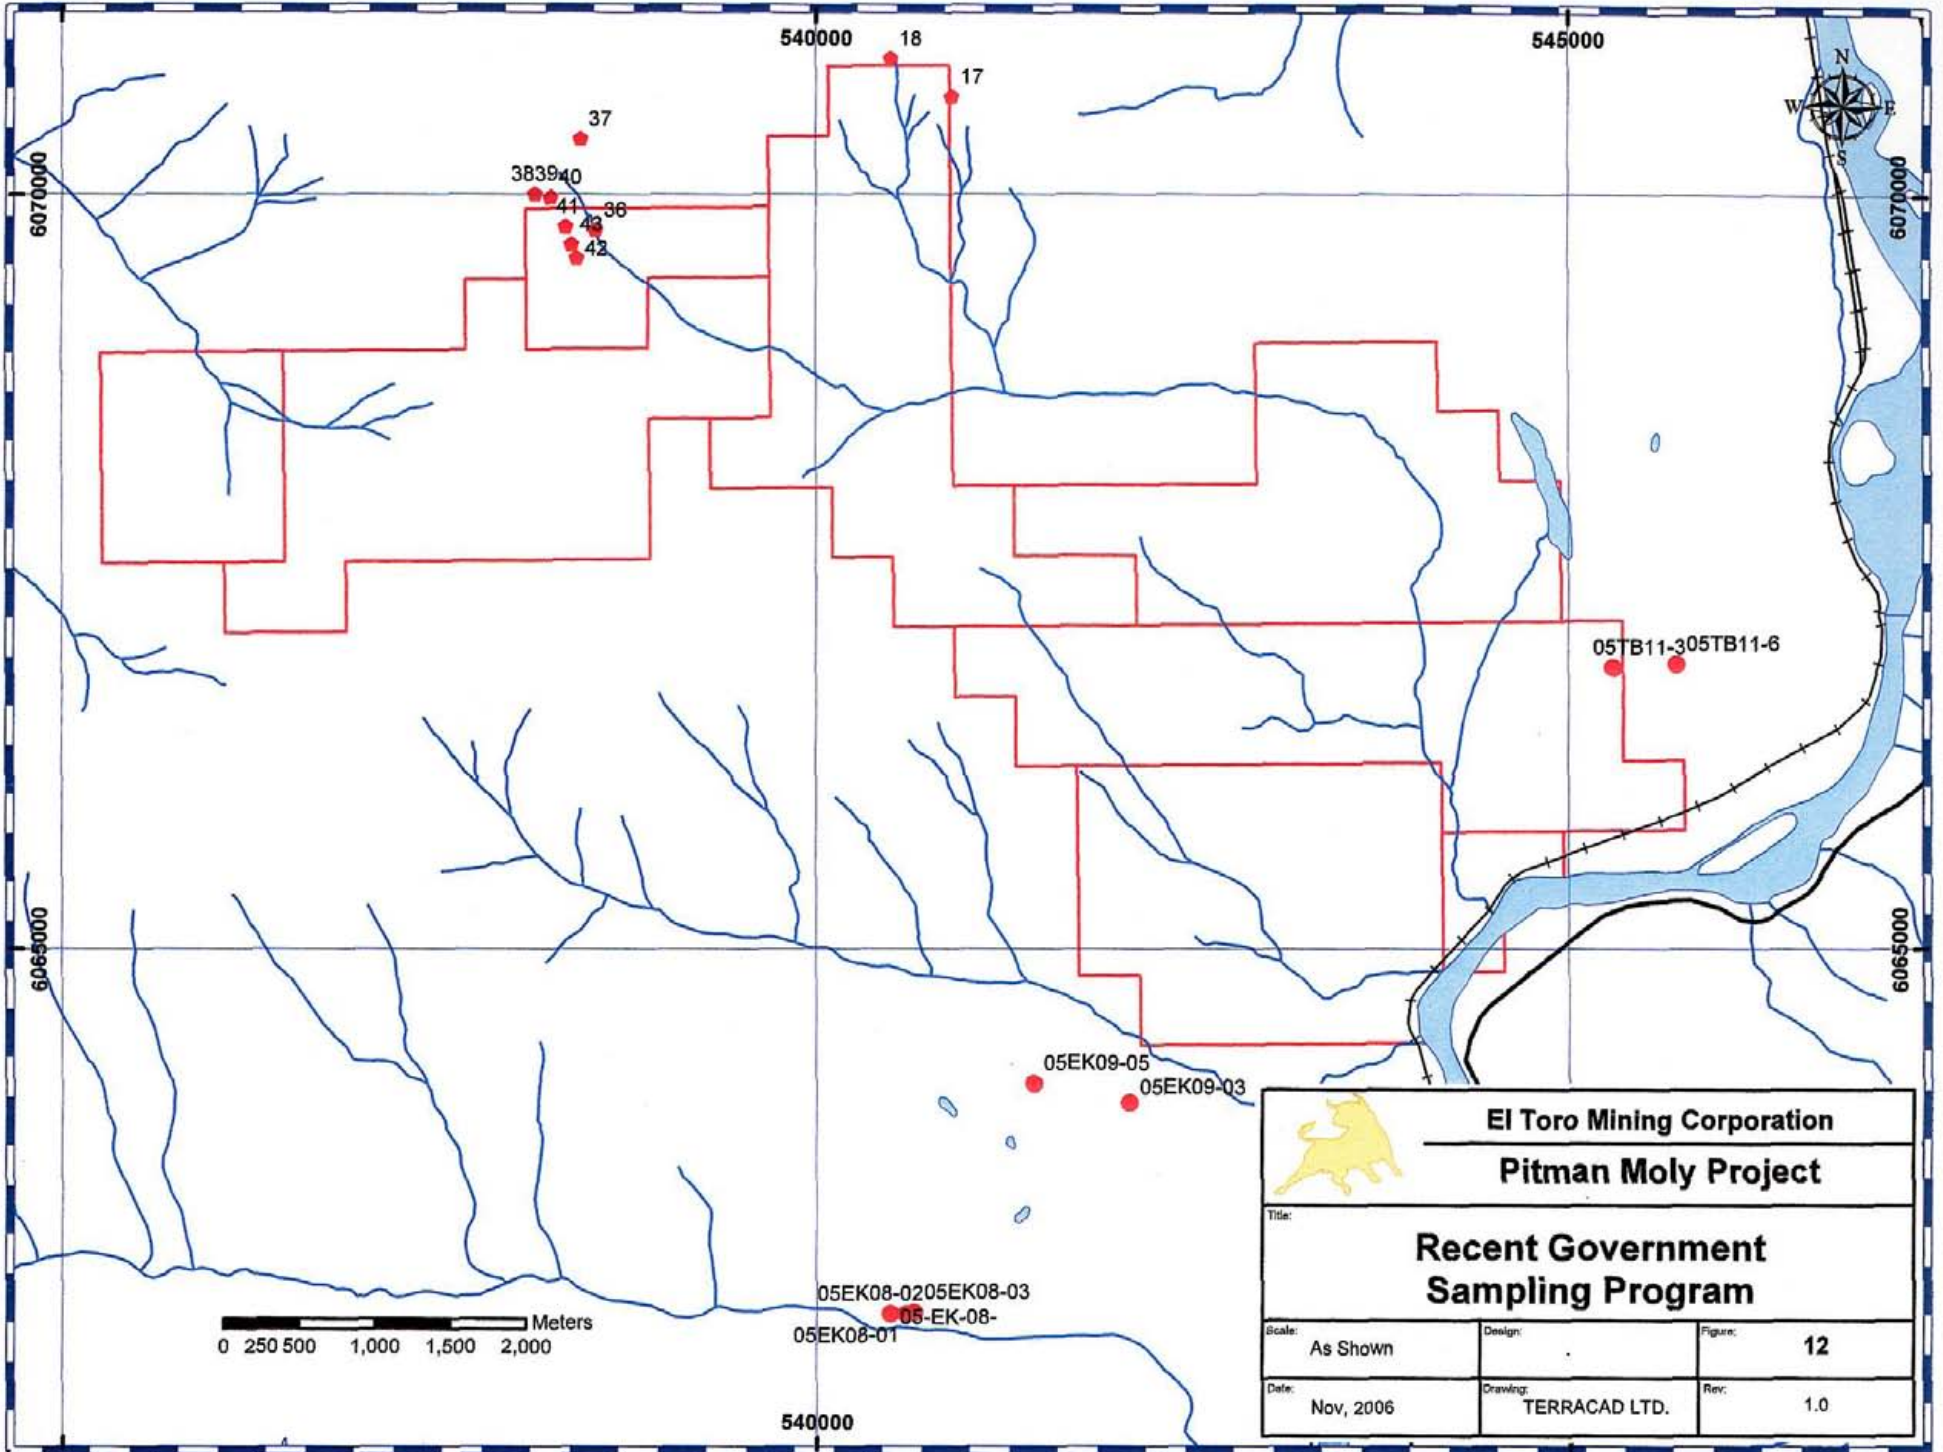 540000
545000
18
17
N
W
E
S
37
6070000
6070000
38 39 40
41
36
43
42
05TB11-3 05TB11-6
6065000
6065000
05EK09-05
05EK09-03
El Toro Mining Corporation
Pitman Moly Project
Title:
Recent Government
Sampling Program
05EK08-02 05EK08-03
05-EK-08-
05EK08-01
Meters
0 250 500 1,000 1,500 2,000
Scale:
As Shown
Design:
.
Figure:
12
Date:
Nov, 2006
Drawing:
TERRACAD LTD.
Rev:
1.0
540000